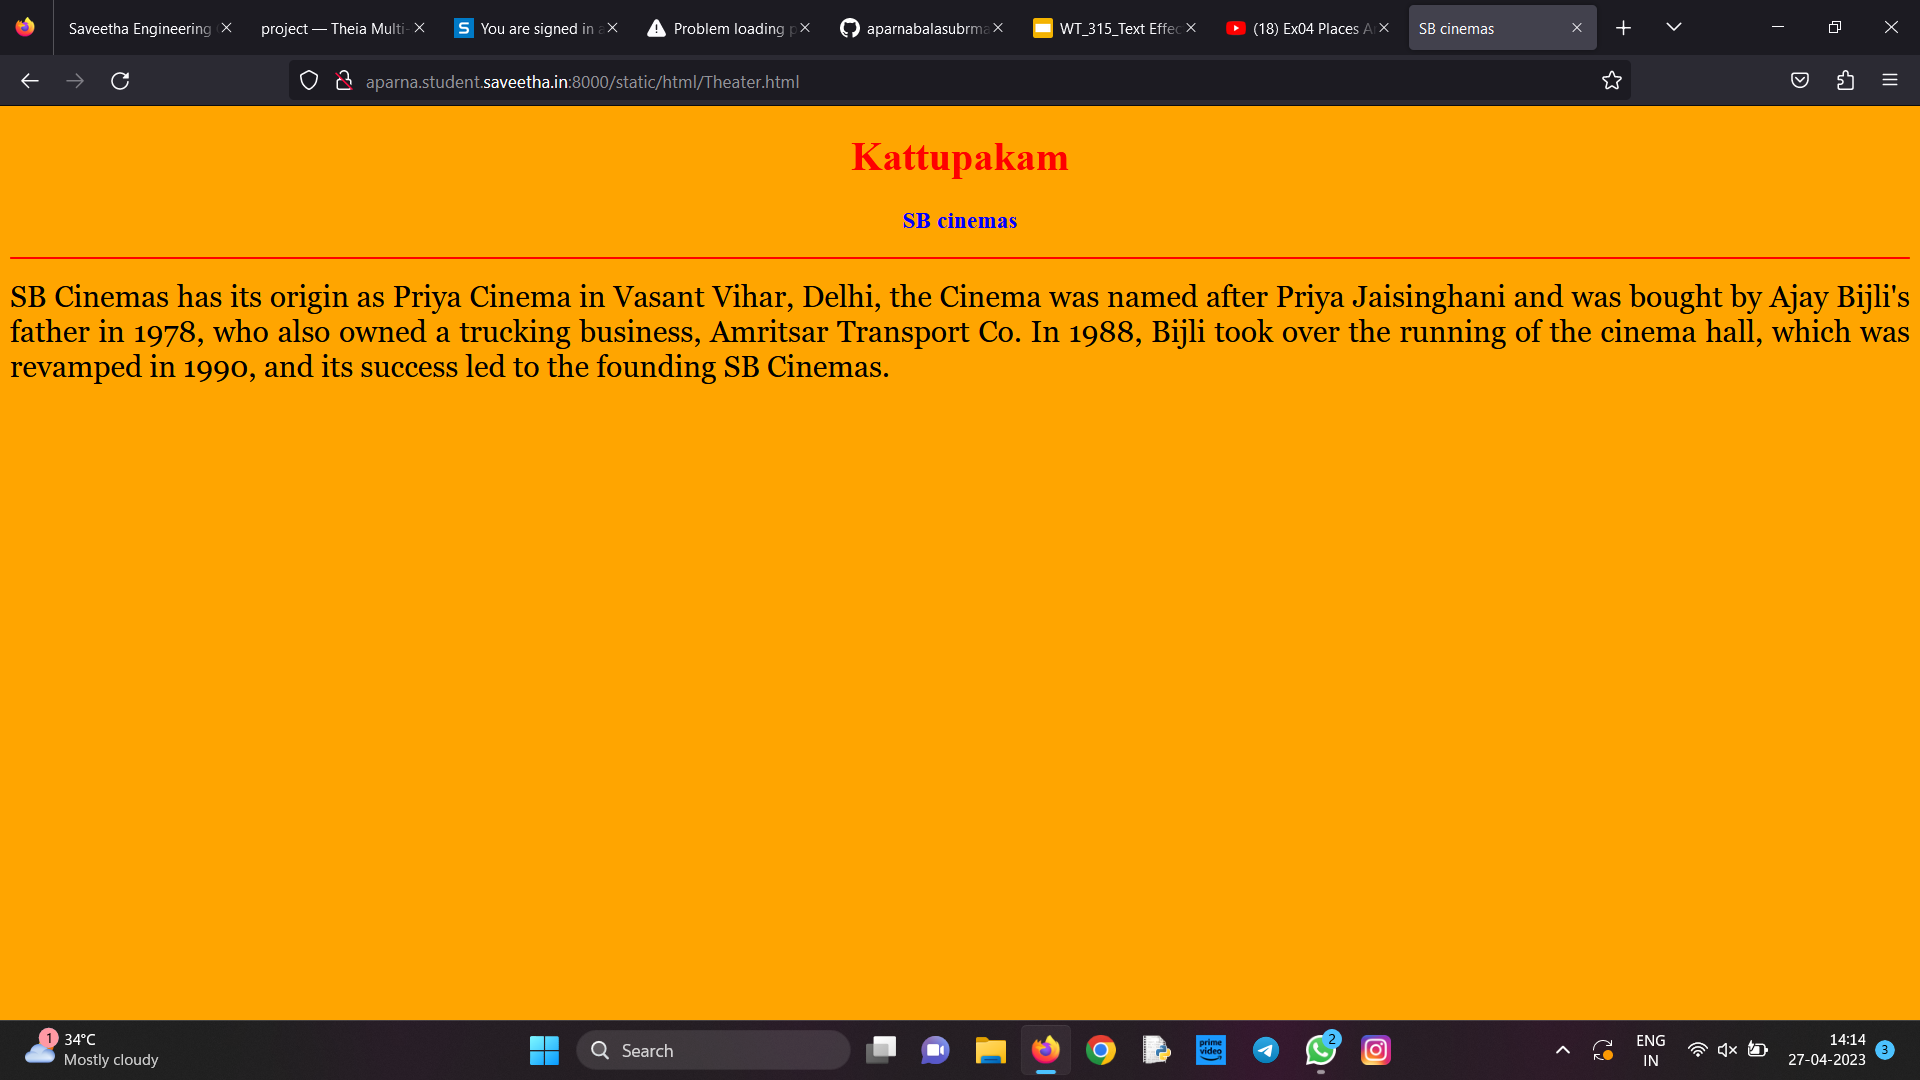 Saveetha Engineering
project — Theia Multi-
You are signed in a
Problem loading p
aparnabalasubrma
WT_315_Text Effec
(18) Ex04 Places A
SB cinemas
aparna.student.saveetha.in:8000/static/html/Theater.html
Kattupakam
SB cinemas
SB Cinemas has its origin as Priya Cinema in Vasant Vihar, Delhi, the Cinema was named after Priya Jaisinghani and was bought by Ajay Bijli's
father in 1978, who also owned a trucking business, Amritsar Transport Co. In 1988, Bijli took over the running of the cinema hall, which was
revamped in 1990, and its success led to the founding SB Cinemas.
1
34°C
Mostly cloudy
Search
prime video
2
ENG
IN
14:14
27-04-2023
3